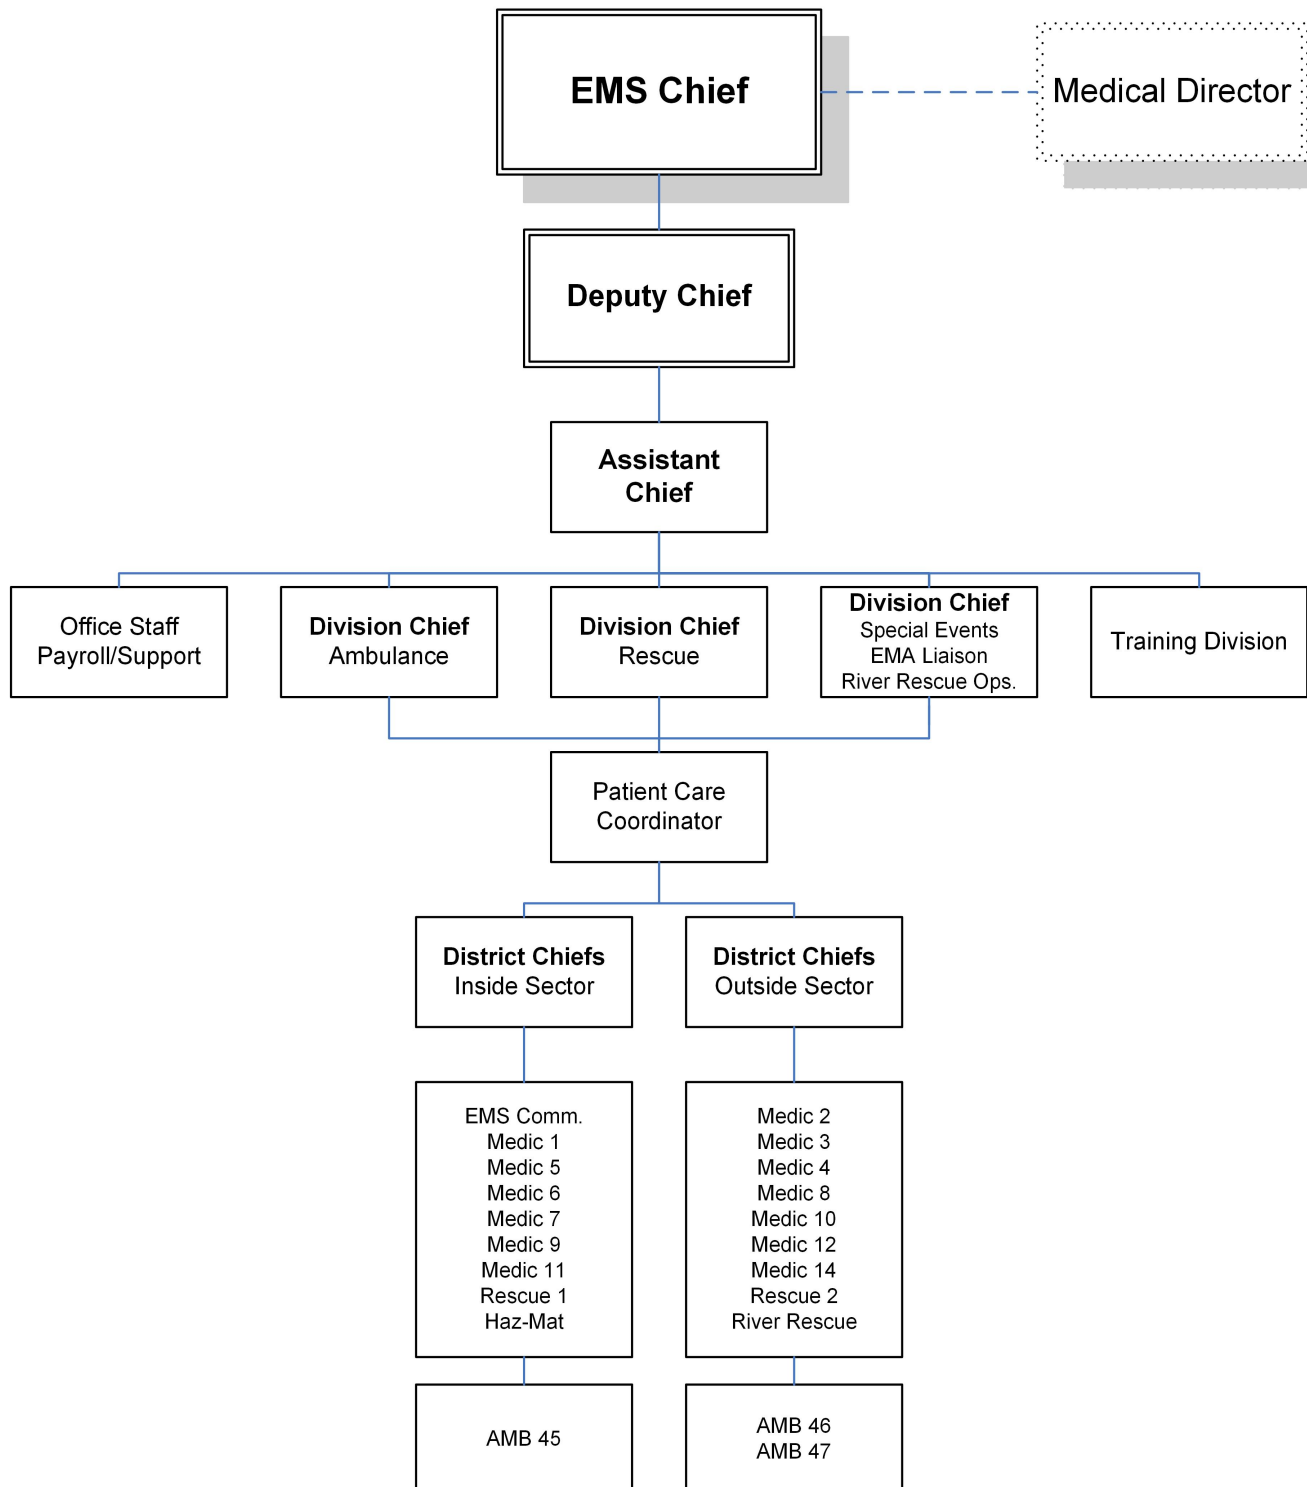 EMS Chief
Medical Director
Deputy Chief
Assistant
Chief
Office Staff
Payroll/Support
Division Chief
Ambulance
Division Chief
Rescue
Division Chief
Special Events
EMA Liaison
River Rescue Ops.
Training Division
Patient Care
Coordinator
District Chiefs
Inside Sector
District Chiefs
Outside Sector
EMS Comm.
Medic 1
Medic 5
Medic 6
Medic 7
Medic 9
Medic 11
Rescue 1
Haz-Mat
Medic 2
Medic 3
Medic 4
Medic 8
Medic 10
Medic 12
Medic 14
Rescue 2
River Rescue
AMB 45
AMB 46
AMB 47